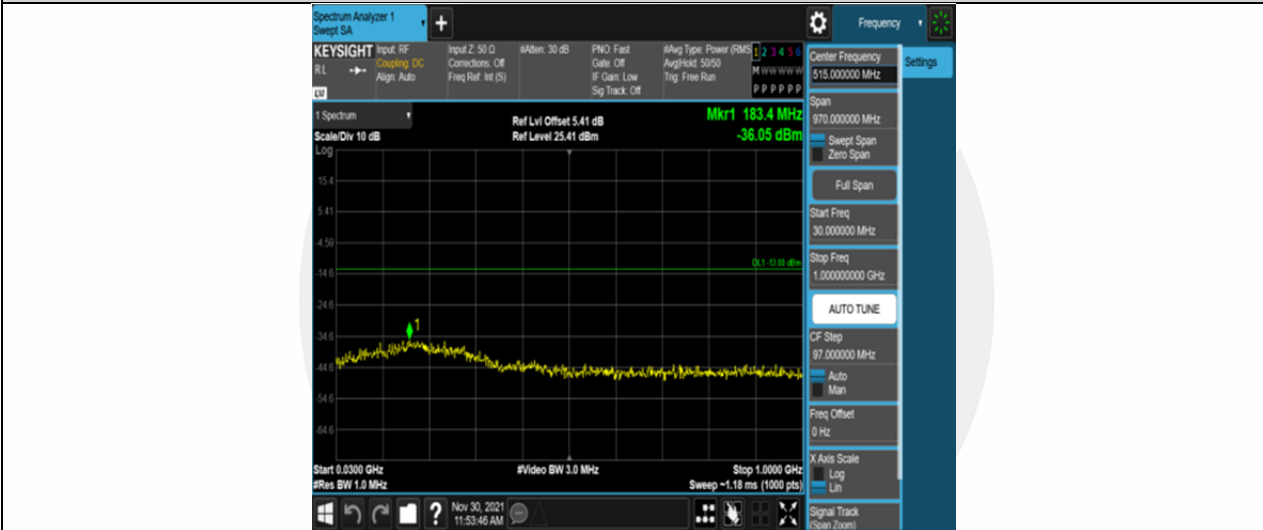 Spectrum Analyzer 1
Swept SA
+
Frequency
KEYSIGHT
RL
LV
Input: RF
Coupling: DC
Align: Auto
Input Z: 50 Ω
Corrections: Off
Freq Ref: Int (S)
#Atten: 30 dB
PNO: Fast
Gate: Off
IF Gain: Low
Sig Track: Off
#Avg Type: Power (RMS
Avg|Hold: 50/50
Trig: Free Run
1 2 3 4 5 6
M W W W W W
P P P P P P
1 Spectrum
Scale/Div 10 dB
Log
Ref Lvl Offset 5.41 dB
Ref Level 25.41 dBm
Mkr1 183.4 MHz
-36.05 dBm
15.4
5.41
-4.59
-14.6
-24.6
-34.6
-44.6
-54.6
-64.6
DL1 -13.00 dBm
1
Start 0.0300 GHz
#Res BW 1.0 MHz
#Video BW 3.0 MHz
Stop 1.0000 GHz
Sweep ~1.18 ms (1000 pts)
?
Nov 30, 2021
11:53:46 AM
Center Frequency
515.000000 MHz
Settings
Span
970.000000 MHz
Swept Span
Zero Span
Full Span
Start Freq
30.000000 MHz
Stop Freq
1.000000000 GHz
AUTO TUNE
CF Step
97.000000 MHz
Auto
Man
Freq Offset
0 Hz
X Axis Scale
Log
Lin
Signal Track
(Span Zoom)